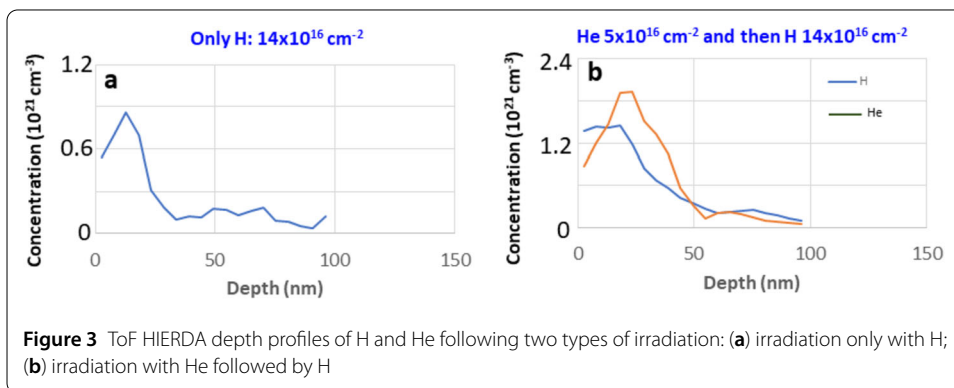 Only H: 14x10¹⁶ cm⁻²
a
Concentration (10²¹ cm⁻³)
1.2
0.6
0
0 50 100 150
Depth (nm)
He 5x10¹⁶ cm⁻² and then H 14x10¹⁶ cm⁻²
b
H
He
Concentration (10²¹ cm⁻³)
2.4
1.2
0
0 50 100 150
Depth (nm)
Figure 3 ToF HIERDA depth profiles of H and He following two types of irradiation: (a) irradiation only with H;
(b) irradiation with He followed by H